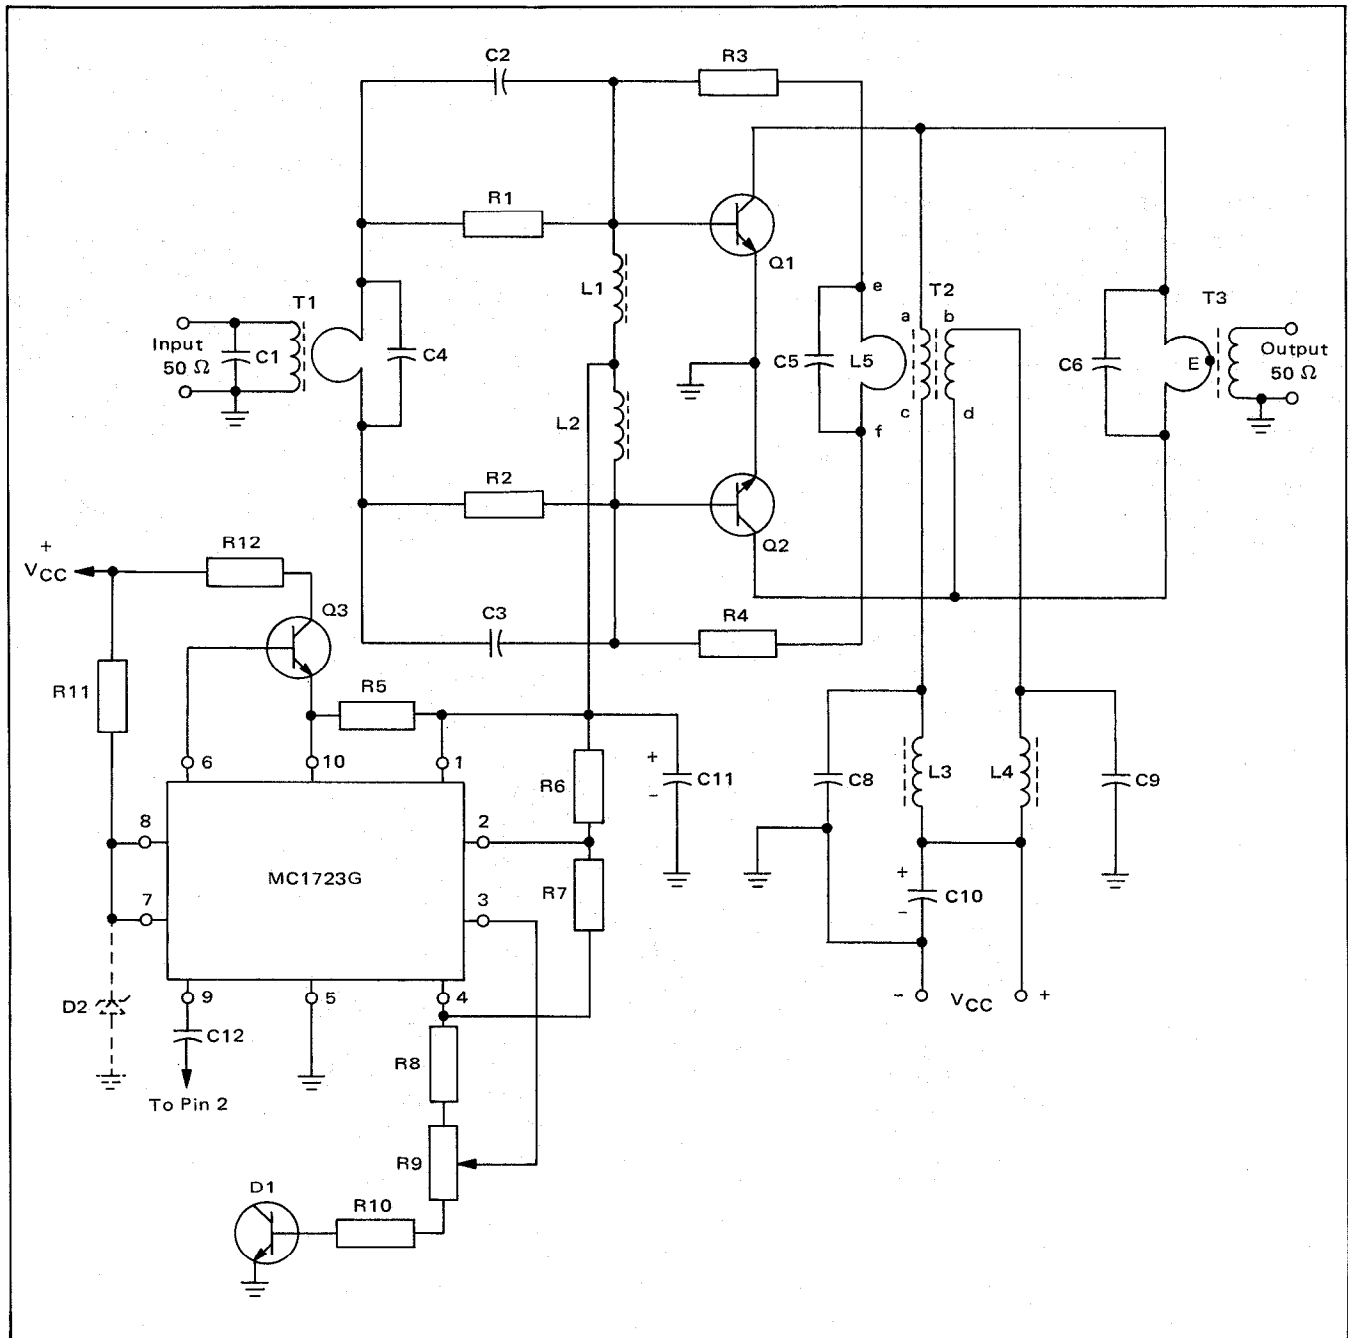 C2
R3
R1
Q1
L1
T1
T2
T3
e
a
b
Input
50 Ω
C1
C4
C5
L5
C6
E
Output
50 Ω
L2
c
d
f
R2
Q2
+
VCC
R12
Q3
C3
R4
R11
R5
6
10
1
R6
+
-
C11
C8
L3
L4
C9
8
2
MC1723G
7
3
R7
+
-
C10
D2
9
5
4
- VCC +
C12
R8
To Pin 2
R9
D1
R10